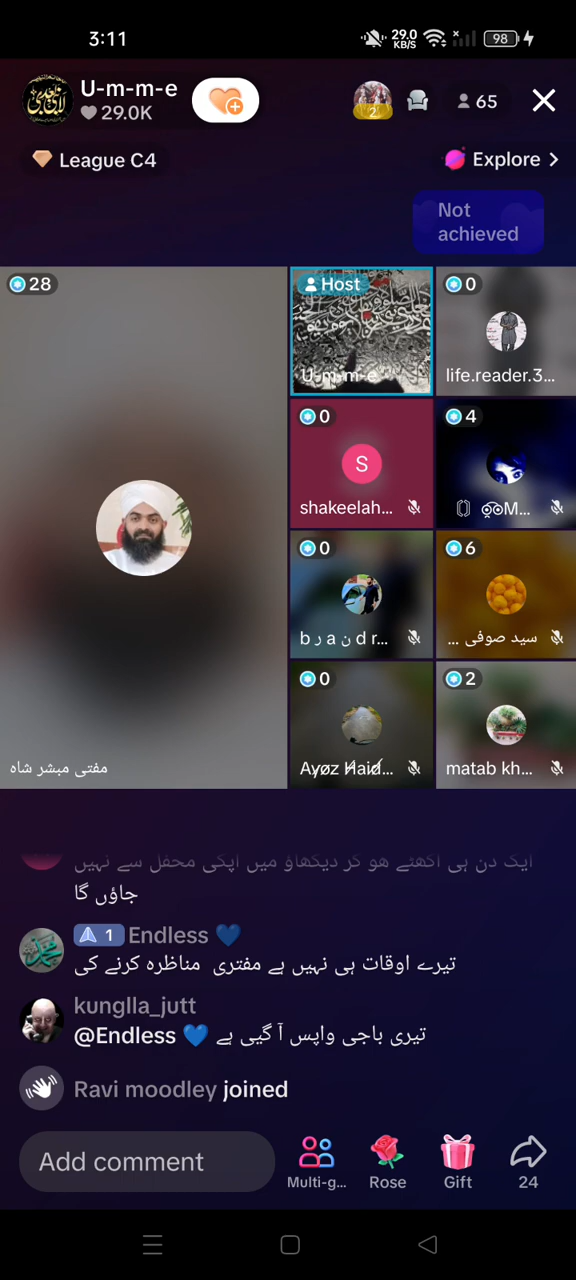 3:11
29.0
KB/S
98
U-m-m-e
29.0K
2
65
League C4
Explore
Not
achieved
28
Host
U-m-m-e
0
life.reader.3...
0
shakeelah...
4
M...
0
b ر a ن d r...
6
سید صوفی ...
0
Ayøz Haid...
2
matab kh...
S
مفتی مبشر شاہ
ایک دن ہی اکھٹے ھو کر دیکھاؤ میں اپکی محفل سے نہیں
جاؤں گا
1 Endless 💙
تیرے اوقات ہی نہیں ہے مفتری مناظرہ کرنے کی
kunglla_jutt
@Endless 💙 تیری باجی واپس آ گیی ہے
Ravi moodley joined
Add comment
Multi-g...
Rose
Gift
24